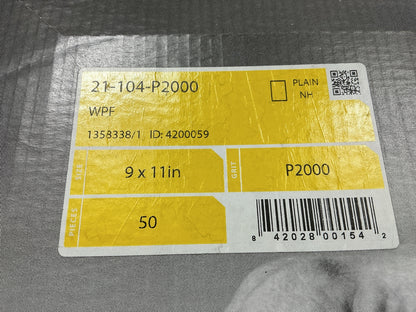 21-104-P2000
PLAIN
NH
WPF
1358338/1 ID: 4200059
SIZE
9 x 11in
GRIT
P2000
PIECES
50
8 42028 00154 2